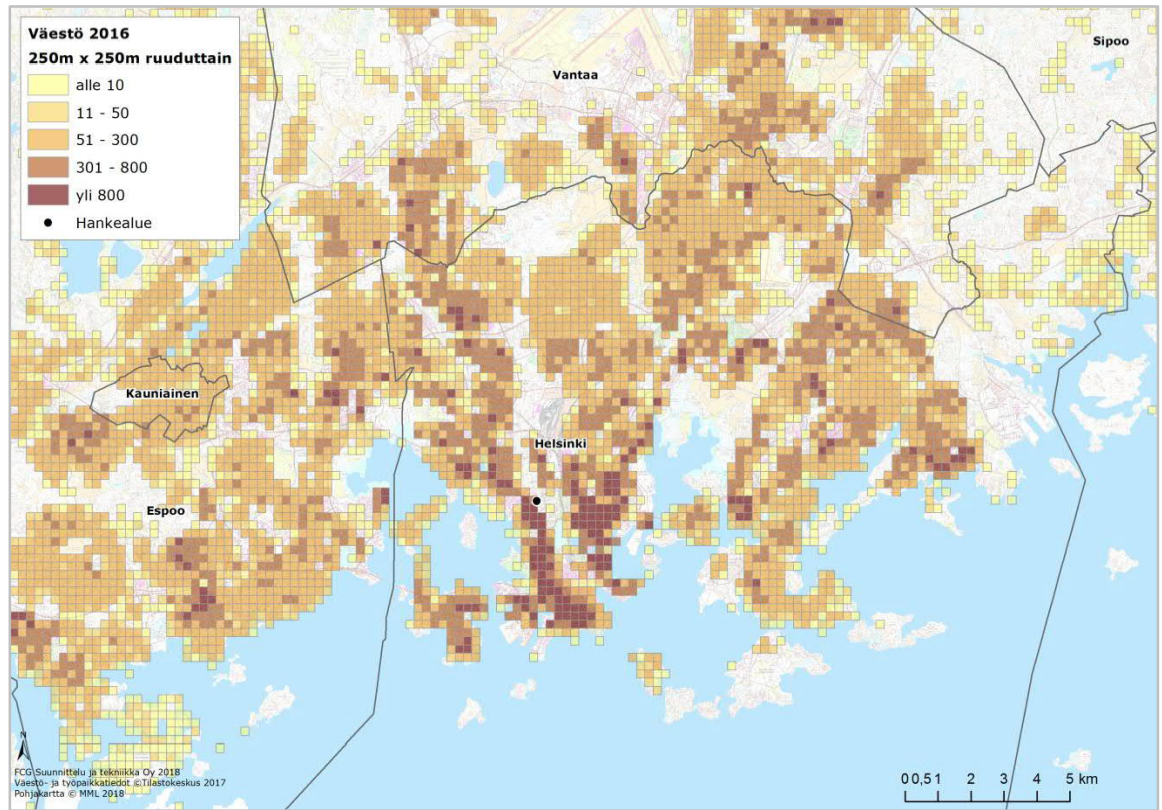 Väestö 2016
250m x 250m ruuduttain
alle 10
11 - 50
51 - 300
301 - 800
yli 800
Hankealue
Vantaa
Sipoo
Kauniainen
Helsinki
Espoo
N
FCG Suunnittelu ja tekniikka Oy 2018
Väestö- ja työpaikkatiedot ©Tilastokeskus 2017
Pohjakartta © MML 2018
0 0,5 1 2 3 4 5 km